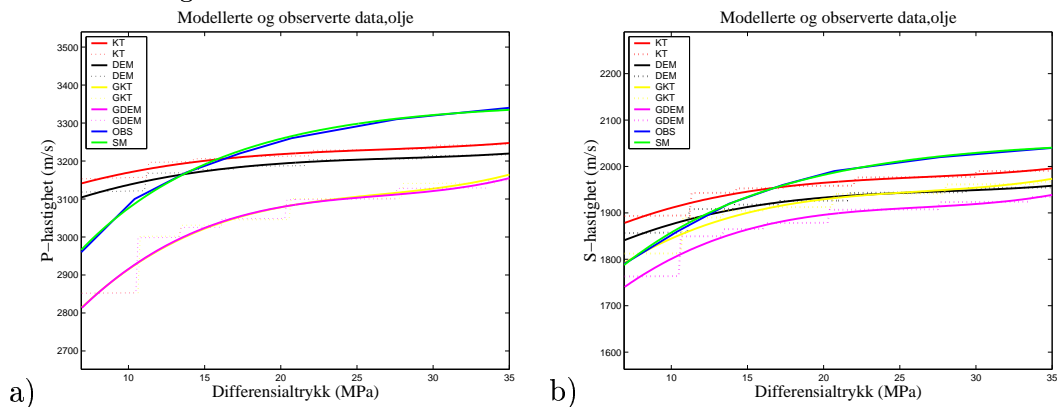 Modellerte og observerte data,olje
3500
3400
3300
3200
3100
3000
2900
2800
2700
P−hastighet (m/s)
KT
KT
DEM
DEM
GKT
GKT
GDEM
GDEM
OBS
SM
10 15 20 25 30 35
Differensialtrykk (MPa)
a)
Modellerte og observerte data,olje
2200
2100
2000
1900
1800
1700
1600
S−hastighet (m/s)
KT
KT
DEM
DEM
GKT
GKT
GDEM
GDEM
OBS
SM
10 15 20 25 30 35
Differensialtrykk (MPa)
b)